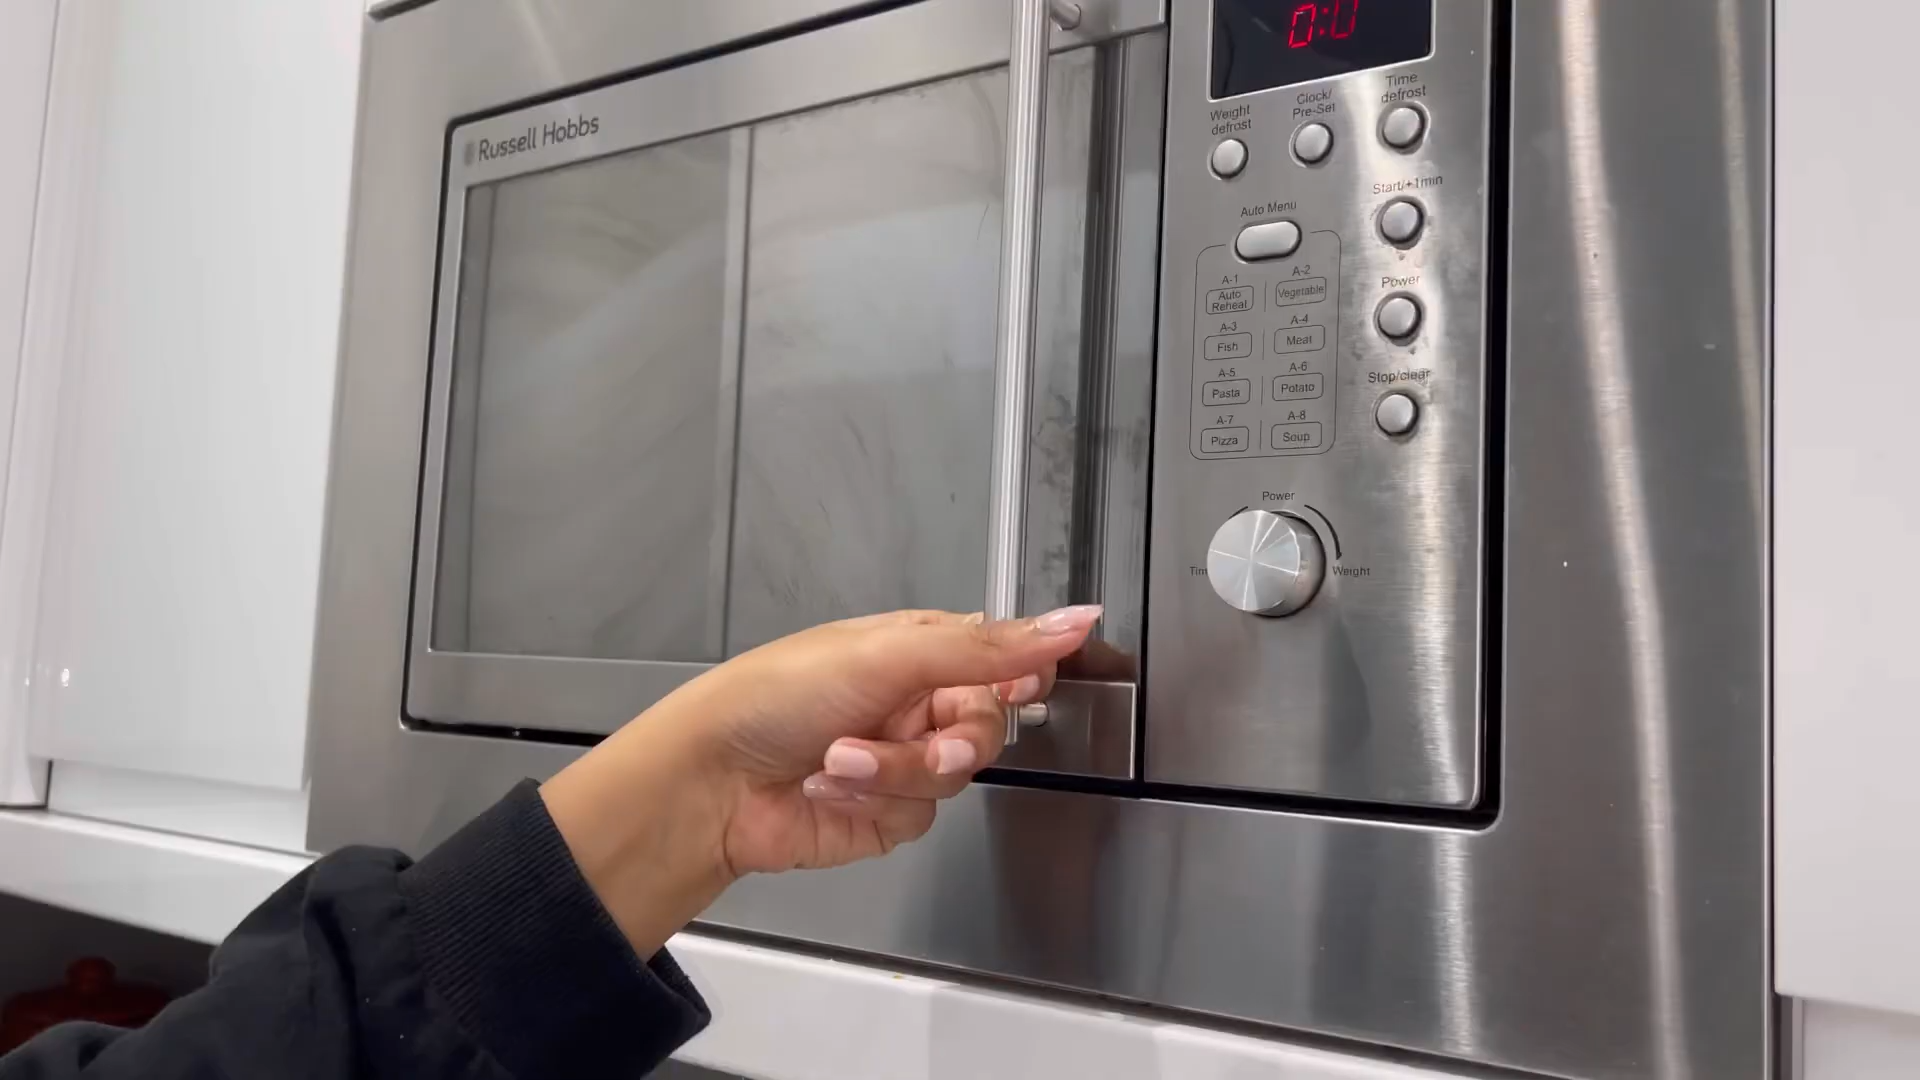 Russell Hobbs
0:0
Weight
defrost
Clock/
Pre-Set
Time
defrost
Start/+1min
Auto Menu
A-1
Auto
Reheat
A-2
Vegetable
Power
A-3
Fish
A-4
Meat
A-5
Pasta
A-6
Potato
Stop/clear
A-7
Pizza
A-8
Soup
Power
Weight